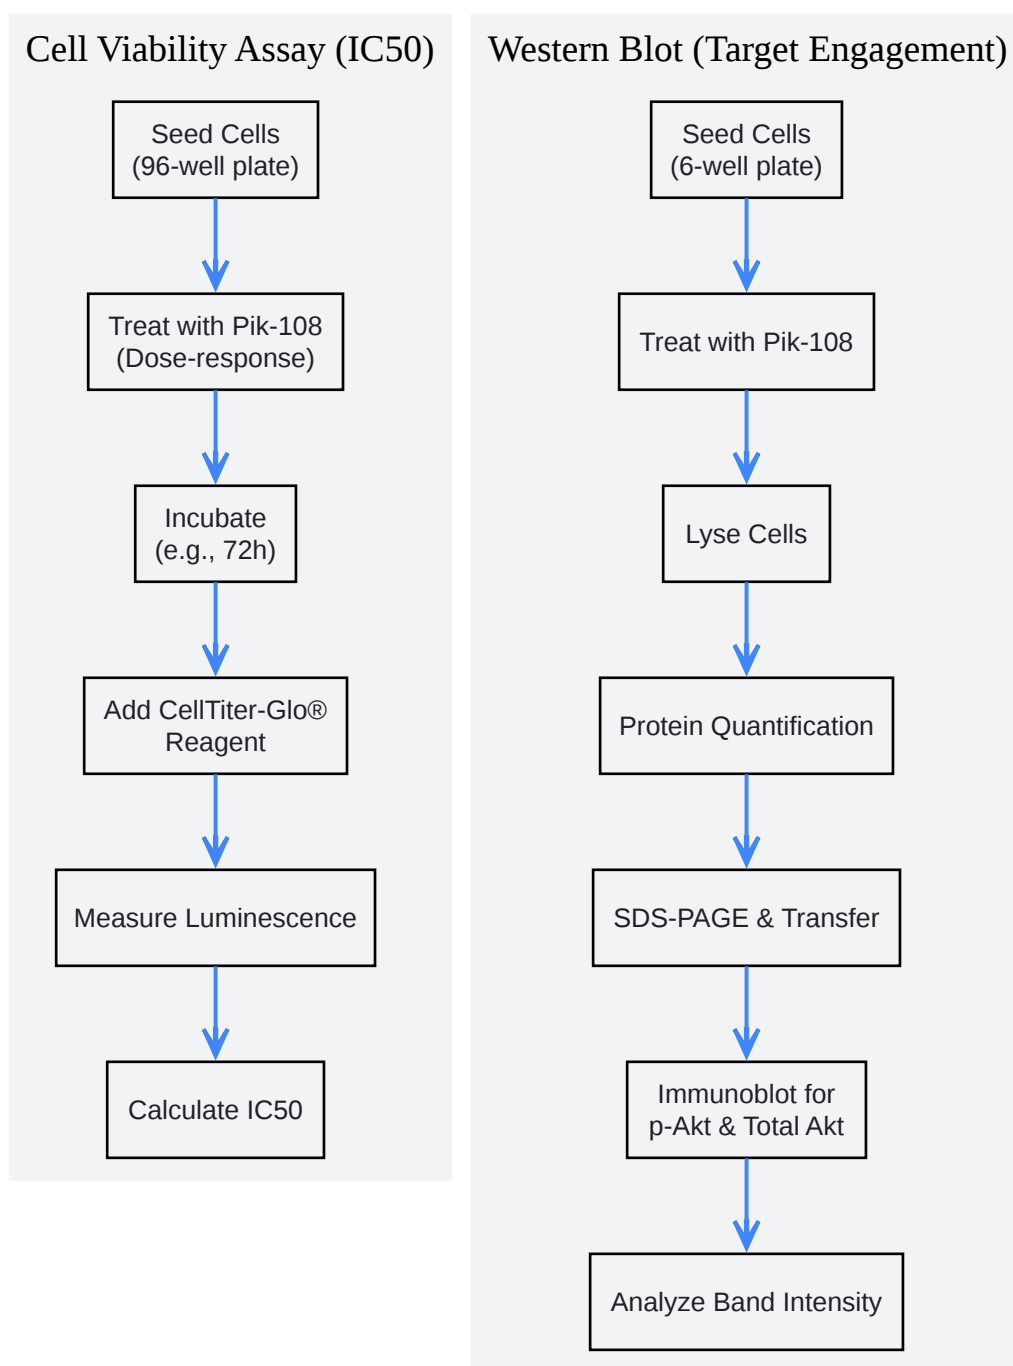 Cell Viability Assay (IC50)
Seed Cells
(96-well plate)
Treat with Pik-108
(Dose-response)
Incubate
(e.g., 72h)
Add CellTiter-Glo®
Reagent
Measure Luminescence
Calculate IC50
Western Blot (Target Engagement)
Seed Cells
(6-well plate)
Treat with Pik-108
Lyse Cells
Protein Quantification
SDS-PAGE & Transfer
Immunoblot for
p-Akt & Total Akt
Analyze Band Intensity